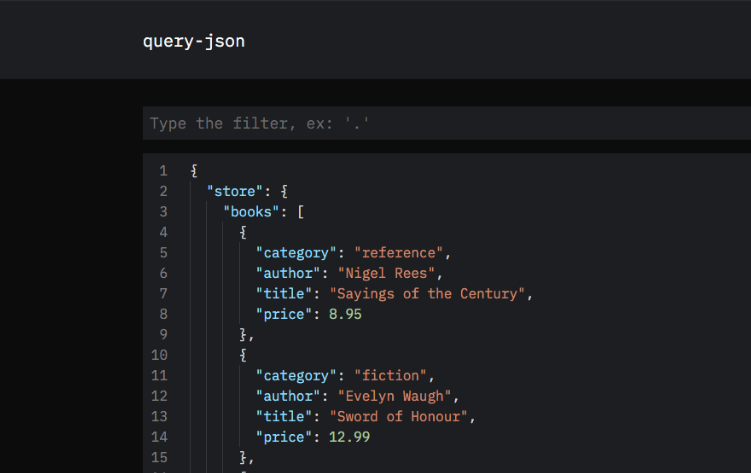 query-json
Type the filter, ex: '.'
1 {
2 "store": {
3 "books": [
4 {
5 "category": "reference",
6 "author": "Nigel Rees",
7 "title": "Sayings of the Century",
8 "price": 8.95
9 },
10 {
11 "category": "fiction",
12 "author": "Evelyn Waugh",
13 "title": "Sword of Honour",
14 "price": 12.99
15 },